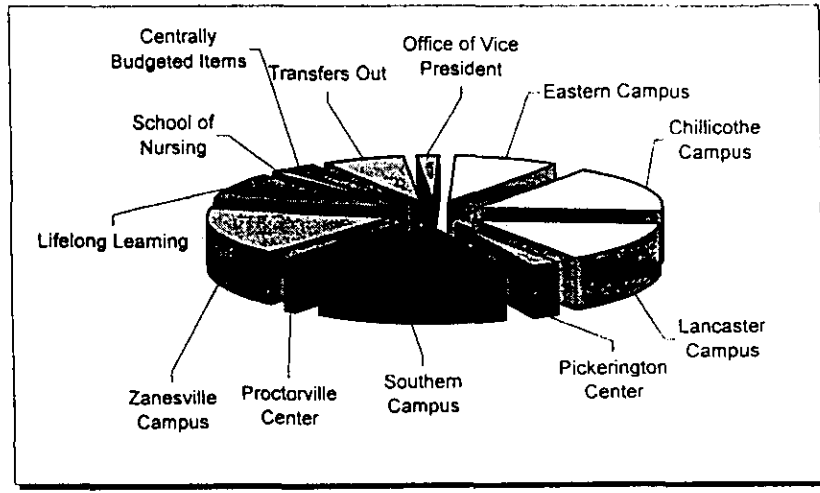 Centrally
Budgeted Items
Transfers Out
Office of Vice
President
Eastern Campus
Chillicothe
Campus
School of
Nursing
Lifelong Learning
Zanesville
Campus
Proctorville
Center
Southern
Campus
Pickerington
Center
Lancaster
Campus